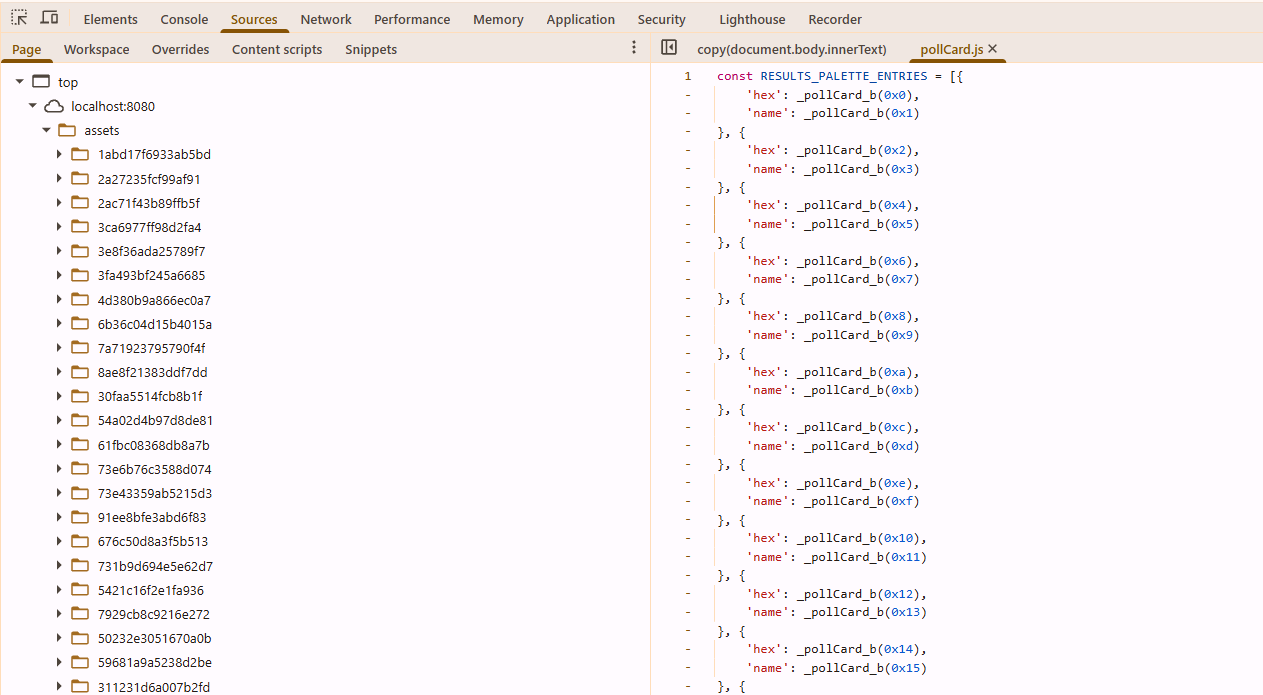 Elements Console Sources Network Performance Memory Application Security Lighthouse Recorder
Page Workspace Overrides Content scripts Snippets
copy(document.body.innerText) pollCard.js
top
localhost:8080
assets
1abd17f6933ab5bd
2a27235fcf99af91
2ac71f43b89ffb5f
3ca6977ff98d2fa4
3e8f36ada25789f7
3fa493bf245a6685
4d380b9a866ec0a7
6b36c04d15b4015a
7a71923795790f4f
8ae8f21383ddf7dd
30faa5514fcb8b1f
54a02d4b97d8de81
61fbc08368db8a7b
73e6b76c3588d074
73e43359ab5215d3
91ee8bfe3abd6f83
676c50d8a3f5b513
731b9d694e5e62d7
5421c16f2e1fa936
7929cb8c9216e272
50232e3051670a0b
59681a9a5238d2be
311231d6a007b2fd
1 const RESULTS_PALETTE_ENTRIES = [{
- 'hex': _pollCard_b(0x0),
- 'name': _pollCard_b(0x1)
- }, {
- 'hex': _pollCard_b(0x2),
- 'name': _pollCard_b(0x3)
- }, {
- 'hex': _pollCard_b(0x4),
- 'name': _pollCard_b(0x5)
- }, {
- 'hex': _pollCard_b(0x6),
- 'name': _pollCard_b(0x7)
- }, {
- 'hex': _pollCard_b(0x8),
- 'name': _pollCard_b(0x9)
- }, {
- 'hex': _pollCard_b(0xa),
- 'name': _pollCard_b(0xb)
- }, {
- 'hex': _pollCard_b(0xc),
- 'name': _pollCard_b(0xd)
- }, {
- 'hex': _pollCard_b(0xe),
- 'name': _pollCard_b(0xf)
- }, {
- 'hex': _pollCard_b(0x10),
- 'name': _pollCard_b(0x11)
- }, {
- 'hex': _pollCard_b(0x12),
- 'name': _pollCard_b(0x13)
- }, {
- 'hex': _pollCard_b(0x14),
- 'name': _pollCard_b(0x15)
- }, {